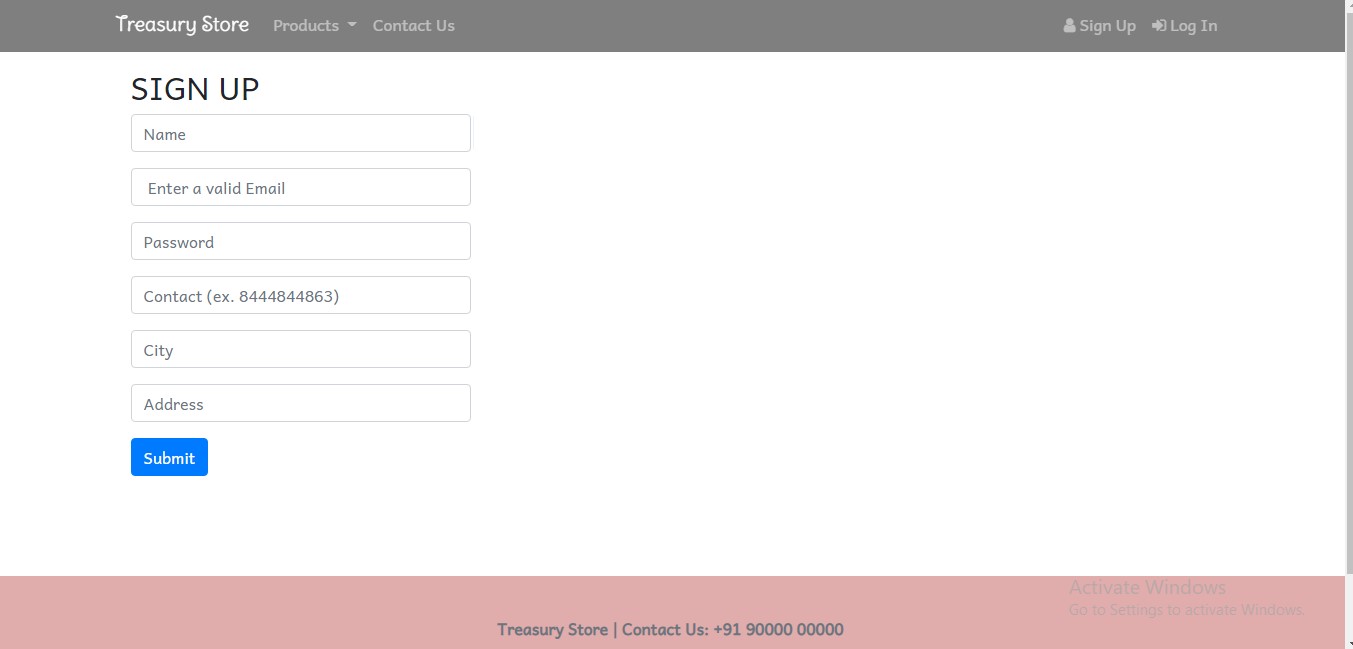 Treasury Store Products Contact Us Sign Up Log In
SIGN UP
Name
Enter a valid Email
Password
Contact (ex. 8444844863)
City
Address
Submit
Activate Windows
Go to Settings to activate Windows.
Treasury Store | Contact Us: +91 90000 00000